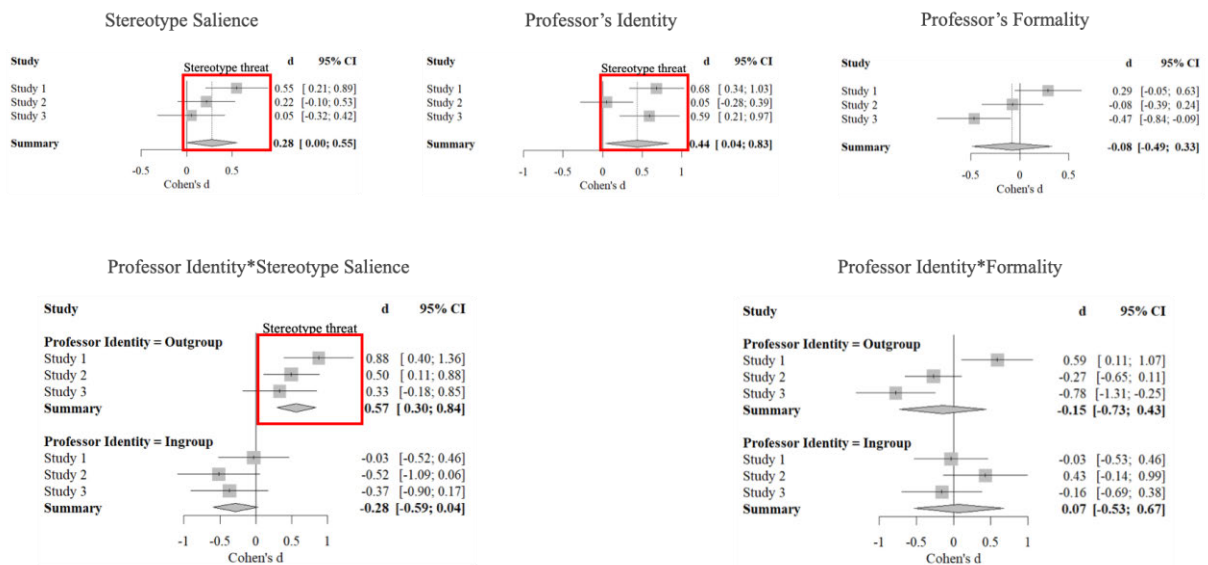 Stereotype Salience
Study d 95% CI
Stereotype threat
Study 1 0.55 [ 0.21; 0.89]
Study 2 0.22 [-0.10; 0.53]
Study 3 0.05 [-0.32; 0.42]
Summary 0.28 [ 0.00; 0.55]
-0.5 0 0.5
Cohen's d
Professor's Identity
Study d 95% CI
Stereotype threat
Study 1 0.68 [ 0.34; 1.03]
Study 2 0.05 [-0.28; 0.39]
Study 3 0.59 [ 0.21; 0.97]
Summary 0.44 [ 0.04; 0.83]
-1 -0.5 0 0.5 1
Cohen's d
Professor's Formality
Study d 95% CI
Study 1 0.29 [-0.05; 0.63]
Study 2 -0.08 [-0.39; 0.24]
Study 3 -0.47 [-0.84; -0.09]
Summary -0.08 [-0.49; 0.33]
-0.5 0 0.5
Cohen's d
Professor Identity*Stereotype Salience
Study d 95% CI
Stereotype threat
Professor Identity = Outgroup
Study 1 0.88 [ 0.40; 1.36]
Study 2 0.50 [ 0.11; 0.88]
Study 3 0.33 [-0.18; 0.85]
Summary 0.57 [ 0.30; 0.84]
Professor Identity = Ingroup
Study 1 -0.03 [-0.52; 0.46]
Study 2 -0.52 [-1.09; 0.06]
Study 3 -0.37 [-0.90; 0.17]
Summary -0.28 [-0.59; 0.04]
-1 -0.5 0 0.5 1
Cohen's d
Professor Identity*Formality
Study d 95% CI
Professor Identity = Outgroup
Study 1 0.59 [ 0.11; 1.07]
Study 2 -0.27 [-0.65; 0.11]
Study 3 -0.78 [-1.31; -0.25]
Summary -0.15 [-0.73; 0.43]
Professor Identity = Ingroup
Study 1 -0.03 [-0.53; 0.46]
Study 2 0.43 [-0.14; 0.99]
Study 3 -0.16 [-0.69; 0.38]
Summary 0.07 [-0.53; 0.67]
-1 -0.5 0 0.5 1
Cohen's d